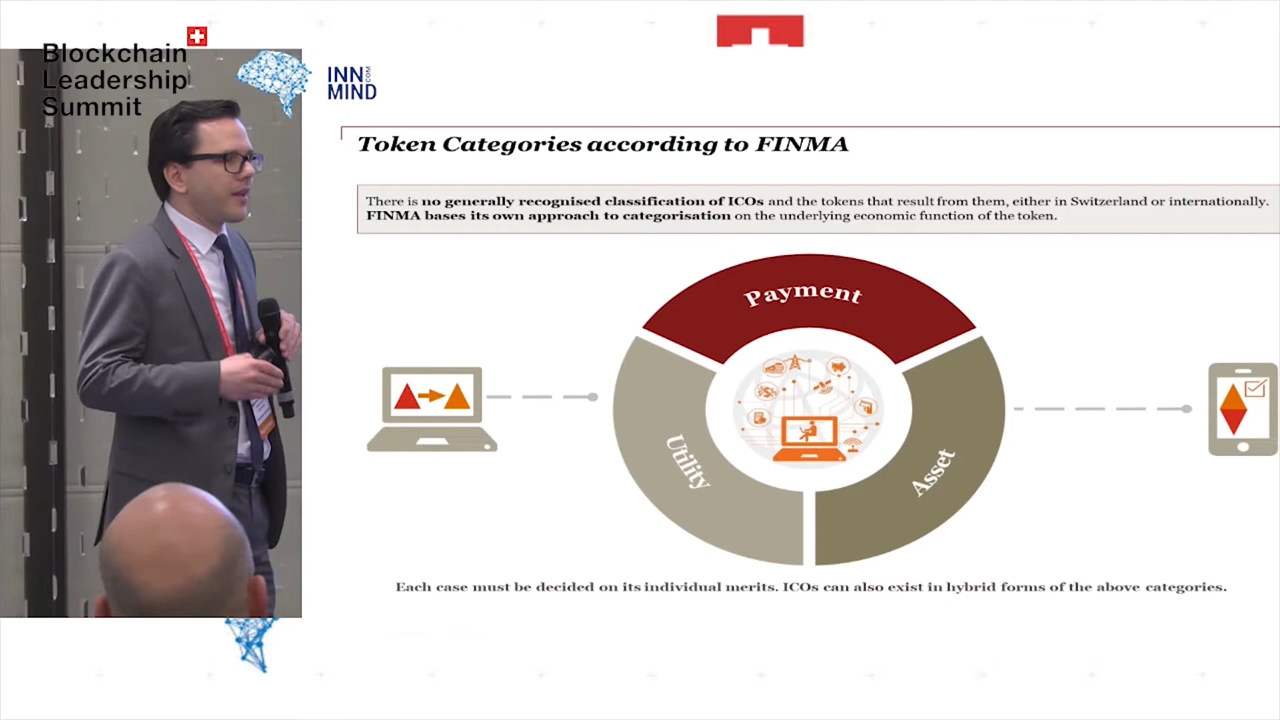 Blockchain
Leadership
Summit
INN
.COM
MIND
Token Categories according to FINMA
There is no generally recognised classification of ICOs and the tokens that result from them, either in Switzerland or internationally.
FINMA bases its own approach to categorisation on the underlying economic function of the token.
Payment
Utility
Asset
Each case must be decided on its individual merits. ICOs can also exist in hybrid forms of the above categories.